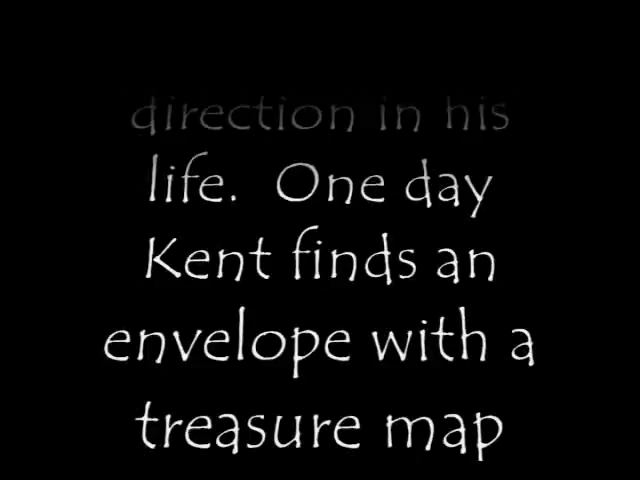 direction in his
life.  One day
Kent finds an
envelope with a
treasure map